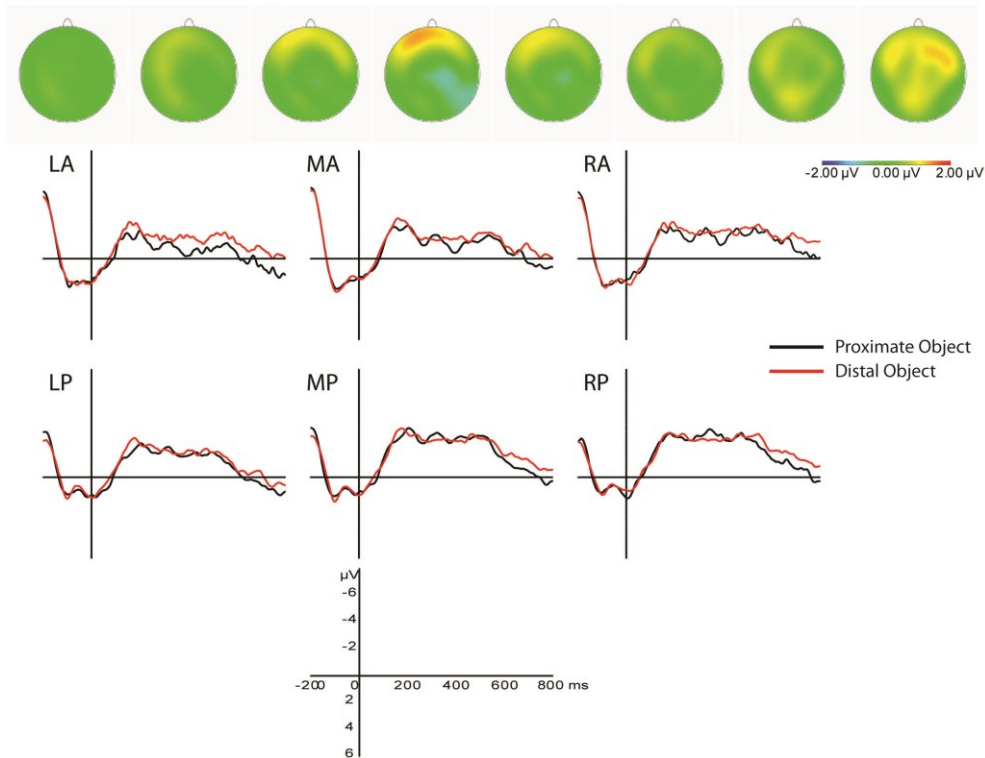 LA
MA
RA
-2.00 µV 0.00 µV 2.00 µV
Proximate Object
Distal Object
LP
MP
RP
µV
-6
-4
-2
-200 0 200 400 600 800 ms
2
4
6